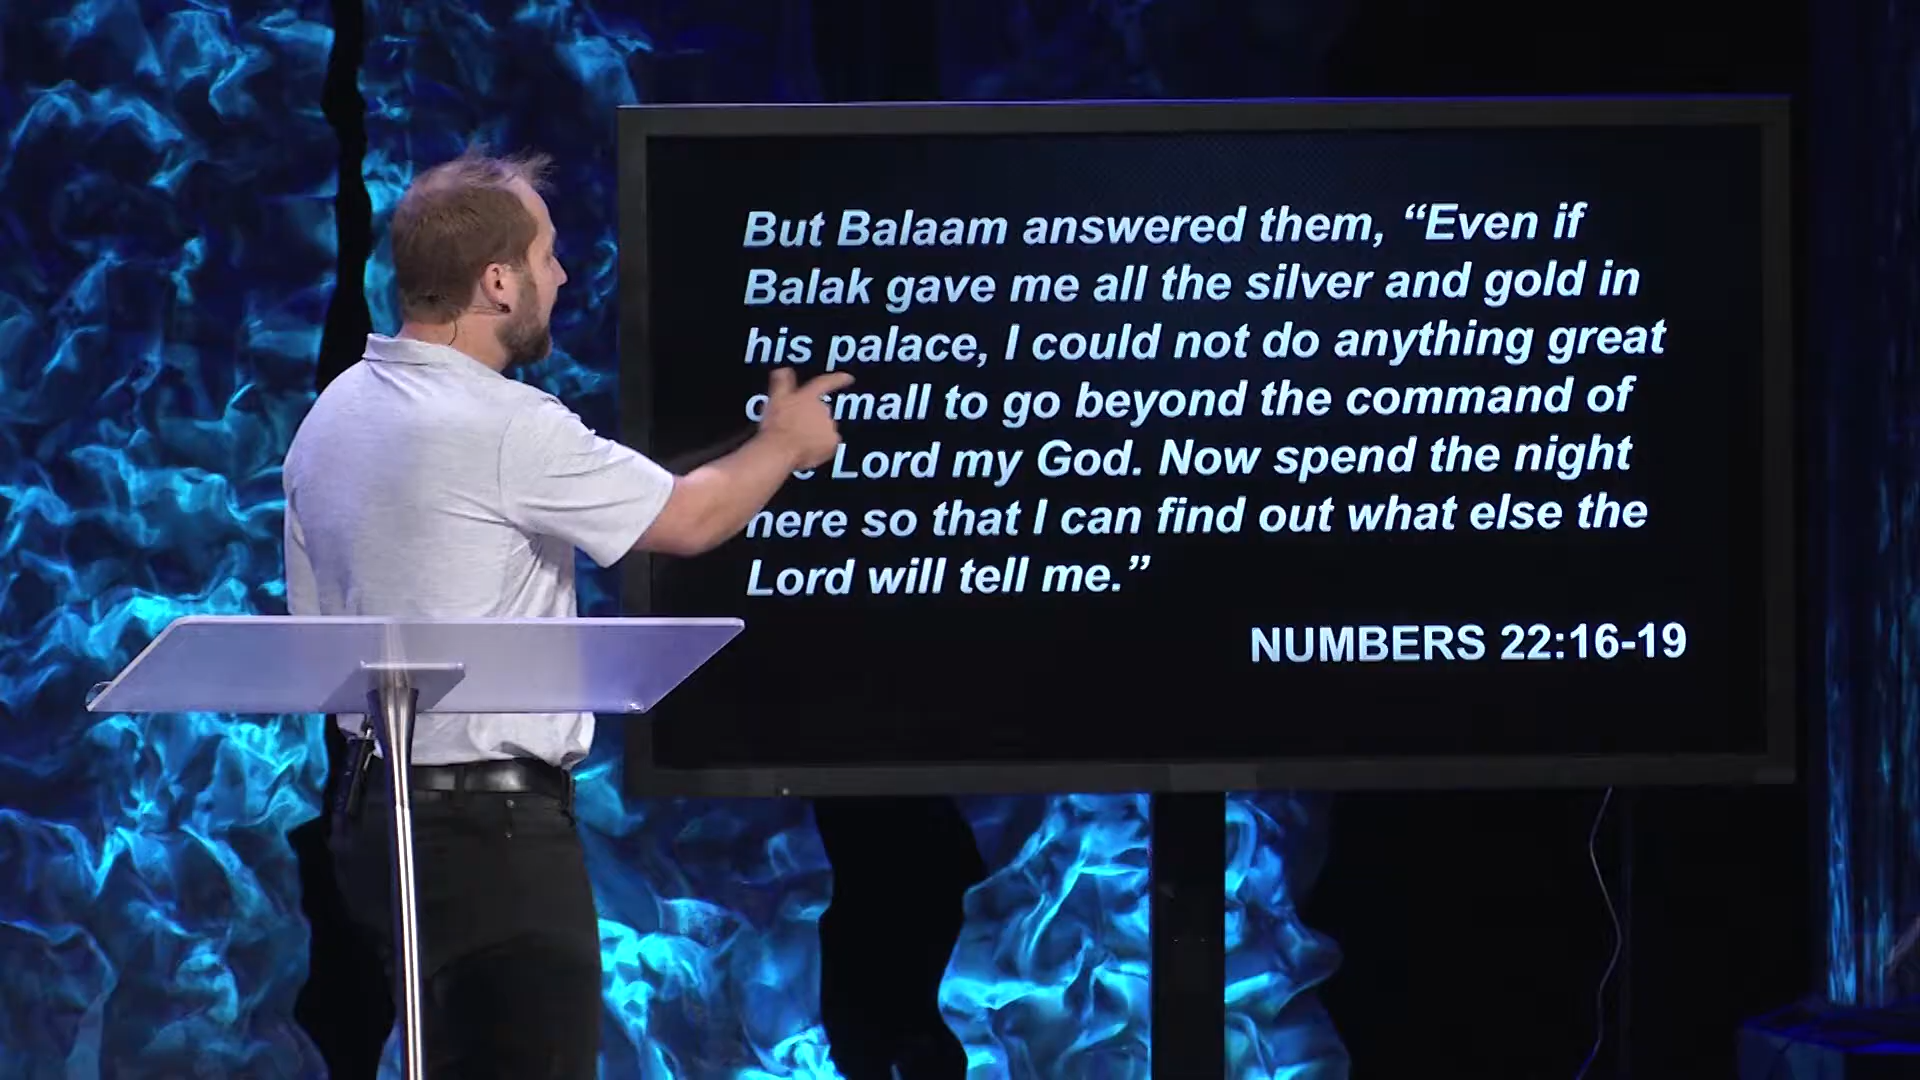 But Balaam answered them, “Even if
Balak gave me all the silver and gold in
his palace, I could not do anything great
small to go beyond the command of
Lord my God. Now spend the night
here so that I can find out what else the
Lord will tell me.”
NUMBERS 22:16-19